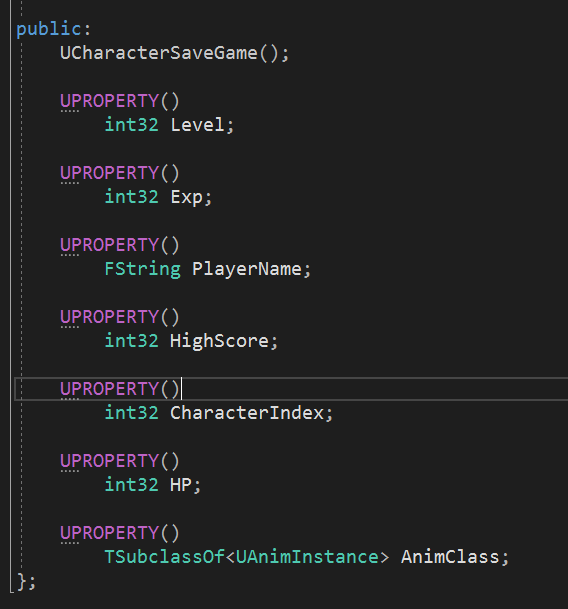 public:
UCharacterSaveGame();
UPROPERTY()
int32 Level;
UPROPERTY()
int32 Exp;
UPROPERTY()
FString PlayerName;
UPROPERTY()
int32 HighScore;
UPROPERTY()
int32 CharacterIndex;
UPROPERTY()
int32 HP;
UPROPERTY()
TSubclassOf<UAnimInstance> AnimClass;
};